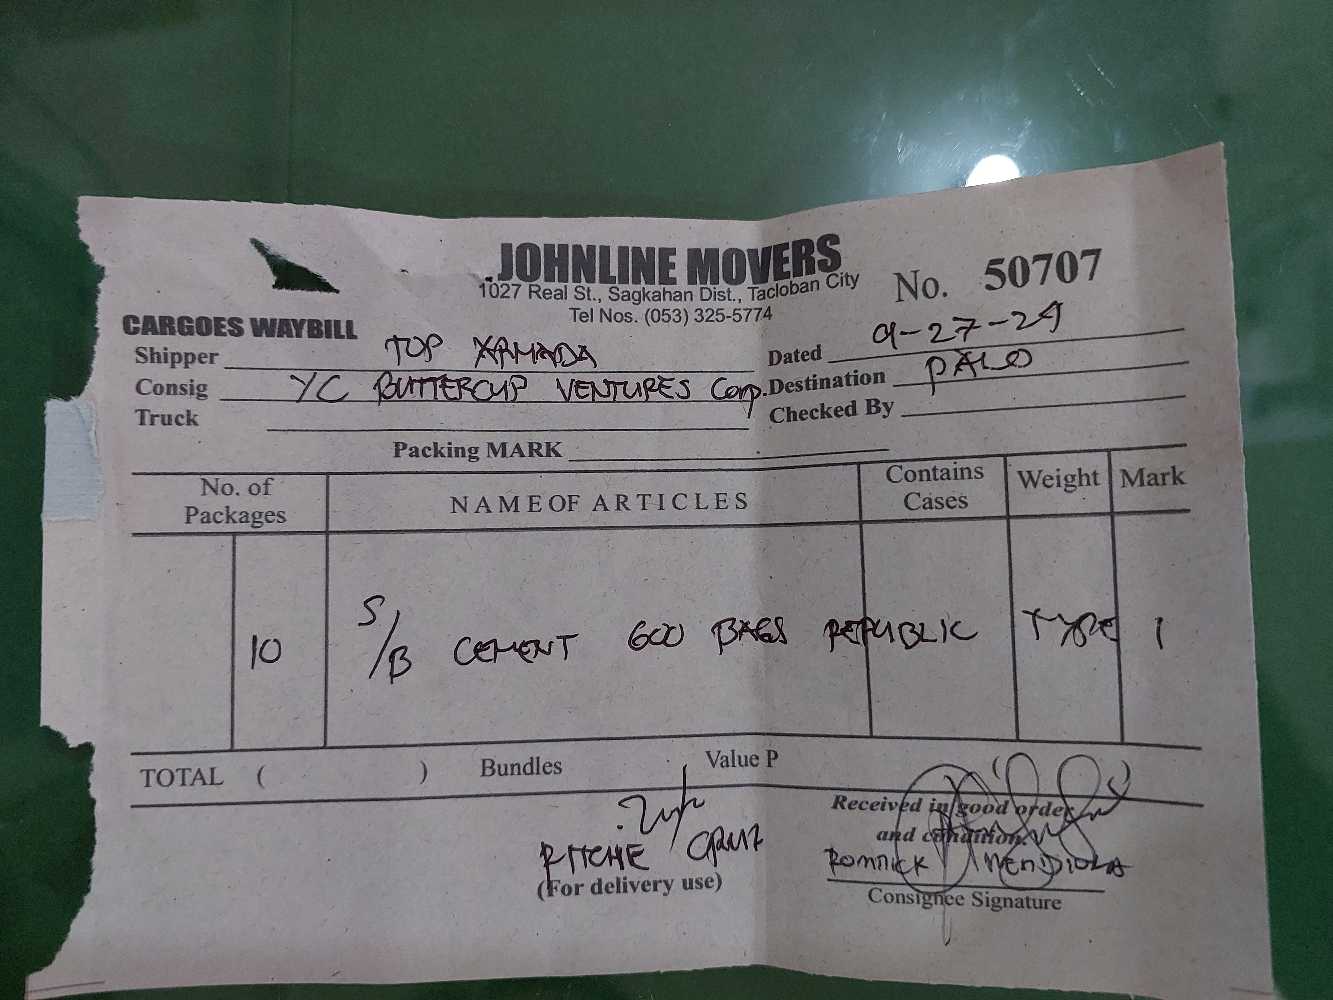 JOHNLINE MOVERS
1027 Real St., Sagkahan Dist., Tacloban City
Tel Nos. (053) 325-5774
No. 50707
CARGOES WAYBILL
Shipper TOP ARMADA
Dated 9-27-24
Consig YC BUTTERCUP VENTURES Corp.
Destination PALO
Truck
Checked By
Packing MARK
No. of Packages
NAME OF ARTICLES
Contains Cases
Weight
Mark
10 S/B CEMENT 600 BAGS REPUBLIC TYPE 1
TOTAL ( ) Bundles Value P
Received in good order
and condition.
RITCHIE CRUZ
(For delivery use)
ROMNICK MENDIOLA
Consignee Signature